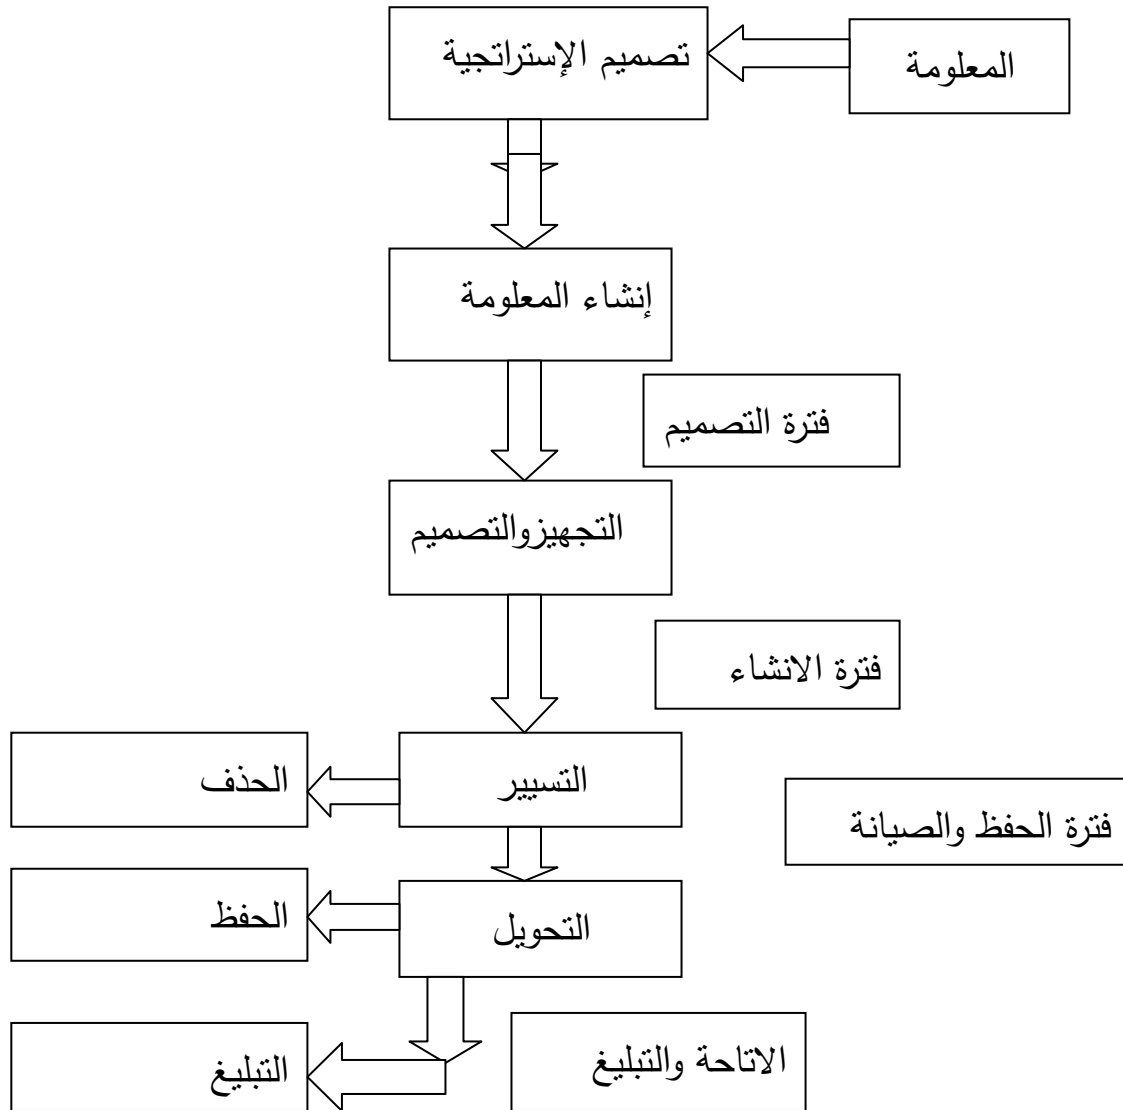 المعلومة
تصميم الإستراتجية
إنشاء المعلومة
فترة التصميم
التجهيزوالتصميم
فترة الانشاء
التسيير
الحذف
فترة الحفظ والصيانة
التحويل
الحفظ
الاتاحة والتبليغ
التبليغ